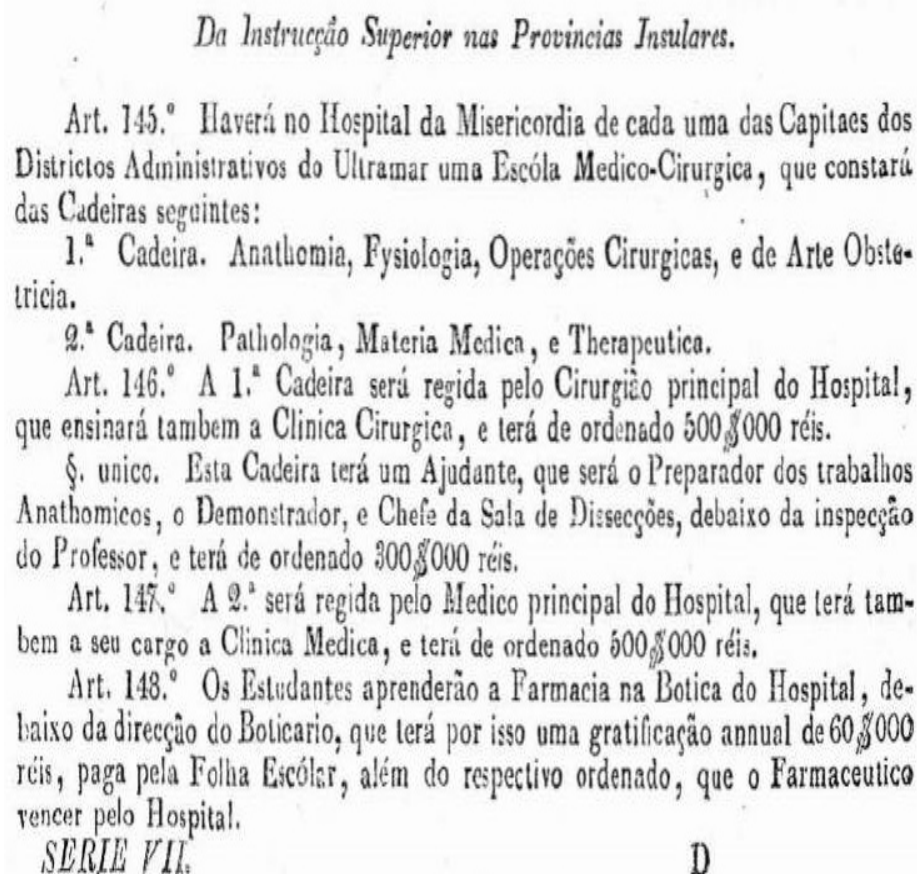 Da Instrucção Superior nas Provincias Insulares.
Art. 145.º Haverá no Hospital da Misericordia de cada uma das Capitaes dos
Districtos Administrativos do Ultramar uma Escóla Medico-Cirurgica, que constará
das Cadeiras seguintes:
1.ª Cadeira. Anathomia, Fysiologia, Operações Cirurgicas, e de Arte Obste-
tricia.
2.ª Cadeira. Pathologia, Materia Medica, e Therapeutica.
Art. 146.º A 1.ª Cadeira será regida pelo Cirurgião principal do Hospital,
que ensinará tambem a Clinica Cirurgica, e terá de ordenado 500$000 réis.
§. unico. Esta Cadeira terá um Ajudante, que será o Preparador dos trabalhos
Anathomicos, o Demonstrador, e Chefe da Sala de Dissecções, debaixo da inspecção
do Professor, e terá de ordenado 300$000 réis.
Art. 147.º A 2.ª será regida pelo Medico principal do Hospital, que terá tam-
bem a seu cargo a Clinica Medica, e terá de ordenado 500$000 réis.
Art. 148.º Os Estudantes aprenderão a Farmacia na Botica do Hospital, de-
baixo da direcção do Boticario, que terá por isso uma gratificação annual de 60$000
réis, paga pela Folha Escólar, além do respectivo ordenado, que o Farmaceutico
vencer pelo Hospital.
SERIE VII. D